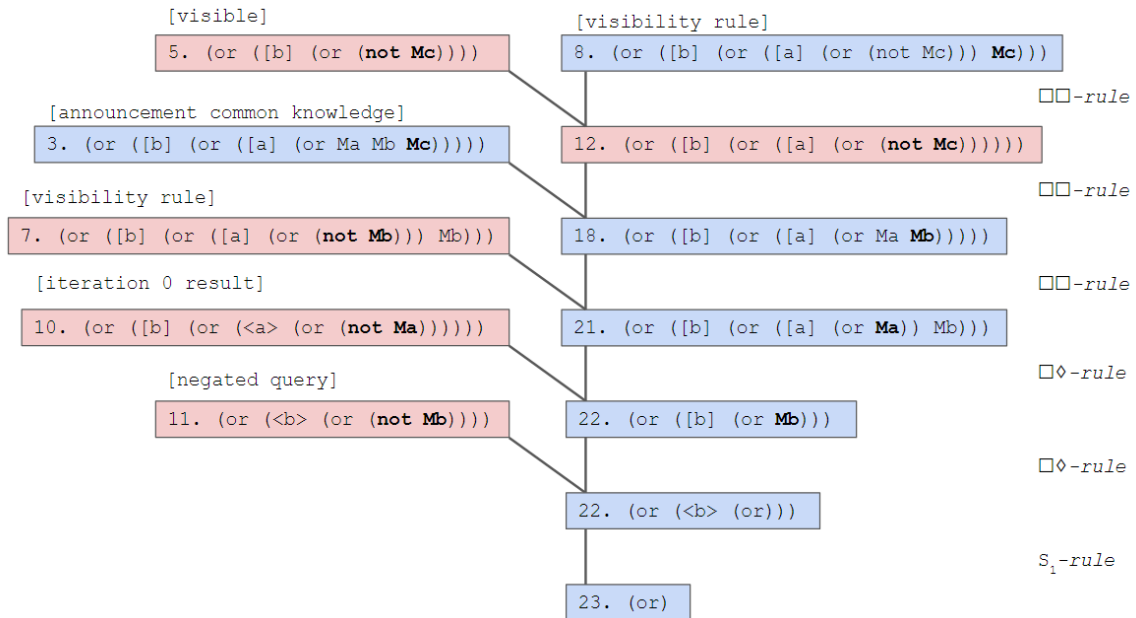 [visible]
[visibility rule]
5. (or ([b] (or (not Mc))))
8. (or ([b] (or ([a] (or (not Mc))) Mc)))
□□-rule
[announcement common knowledge]
3. (or ([b] (or ([a] (or Ma Mb Mc)))))
12. (or ([b] (or ([a] (or (not Mc))))))
□□-rule
[visibility rule]
7. (or ([b] (or ([a] (or (not Mb))) Mb)))
18. (or ([b] (or ([a] (or Ma Mb)))))
□□-rule
[iteration 0 result]
10. (or ([b] (or (<a> (or (not Ma))))))
21. (or ([b] (or ([a] (or Ma)) Mb)))
□◊-rule
[negated query]
11. (or (<b> (or (not Mb))))
22. (or ([b] (or Mb)))
□◊-rule
22. (or (<b> (or)))
S1-rule
23. (or)